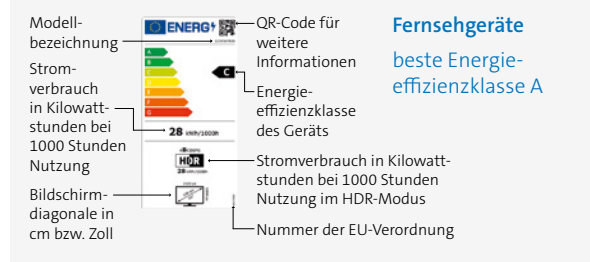 Modell-
bezeichnung
Strom-
verbrauch
in Kilowatt-
stunden bei
1000 Stunden
Nutzung
Bildschirm-
diagonale in
cm bzw. Zoll
ENERG
A
B
C
D
E
F
G
C
28 kWh/1000h
HDR
QR-Code für
weitere
Informationen
Energie-
effizienzklasse
des Geräts
Stromverbrauch in Kilowatt-
stunden bei 1000 Stunden
Nutzung im HDR-Modus
Nummer der EU-Verordnung
Fernsehgeräte
beste Energie-
effizienzklasse A